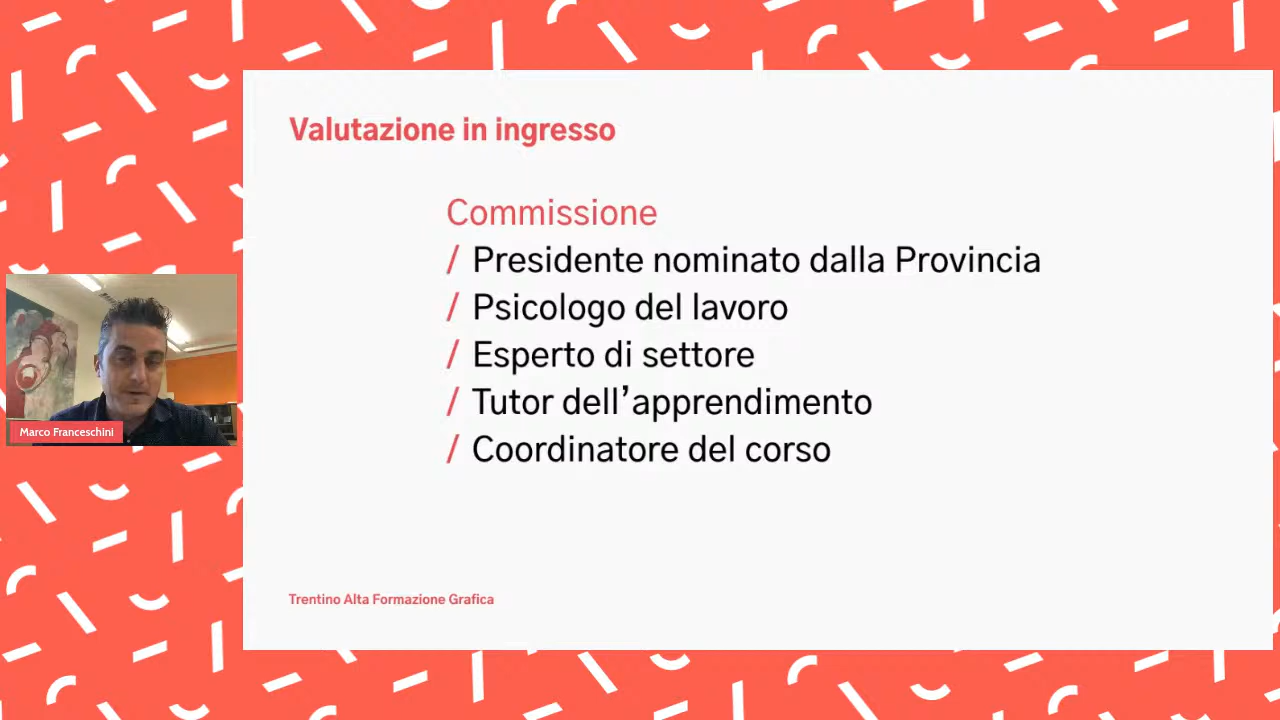 Valutazione in ingresso
Commissione
/ Presidente nominato dalla Provincia
/ Psicologo del lavoro
/ Esperto di settore
/ Tutor dell’apprendimento
/ Coordinatore del corso
Marco Franceschini
Trentino Alta Formazione Grafica